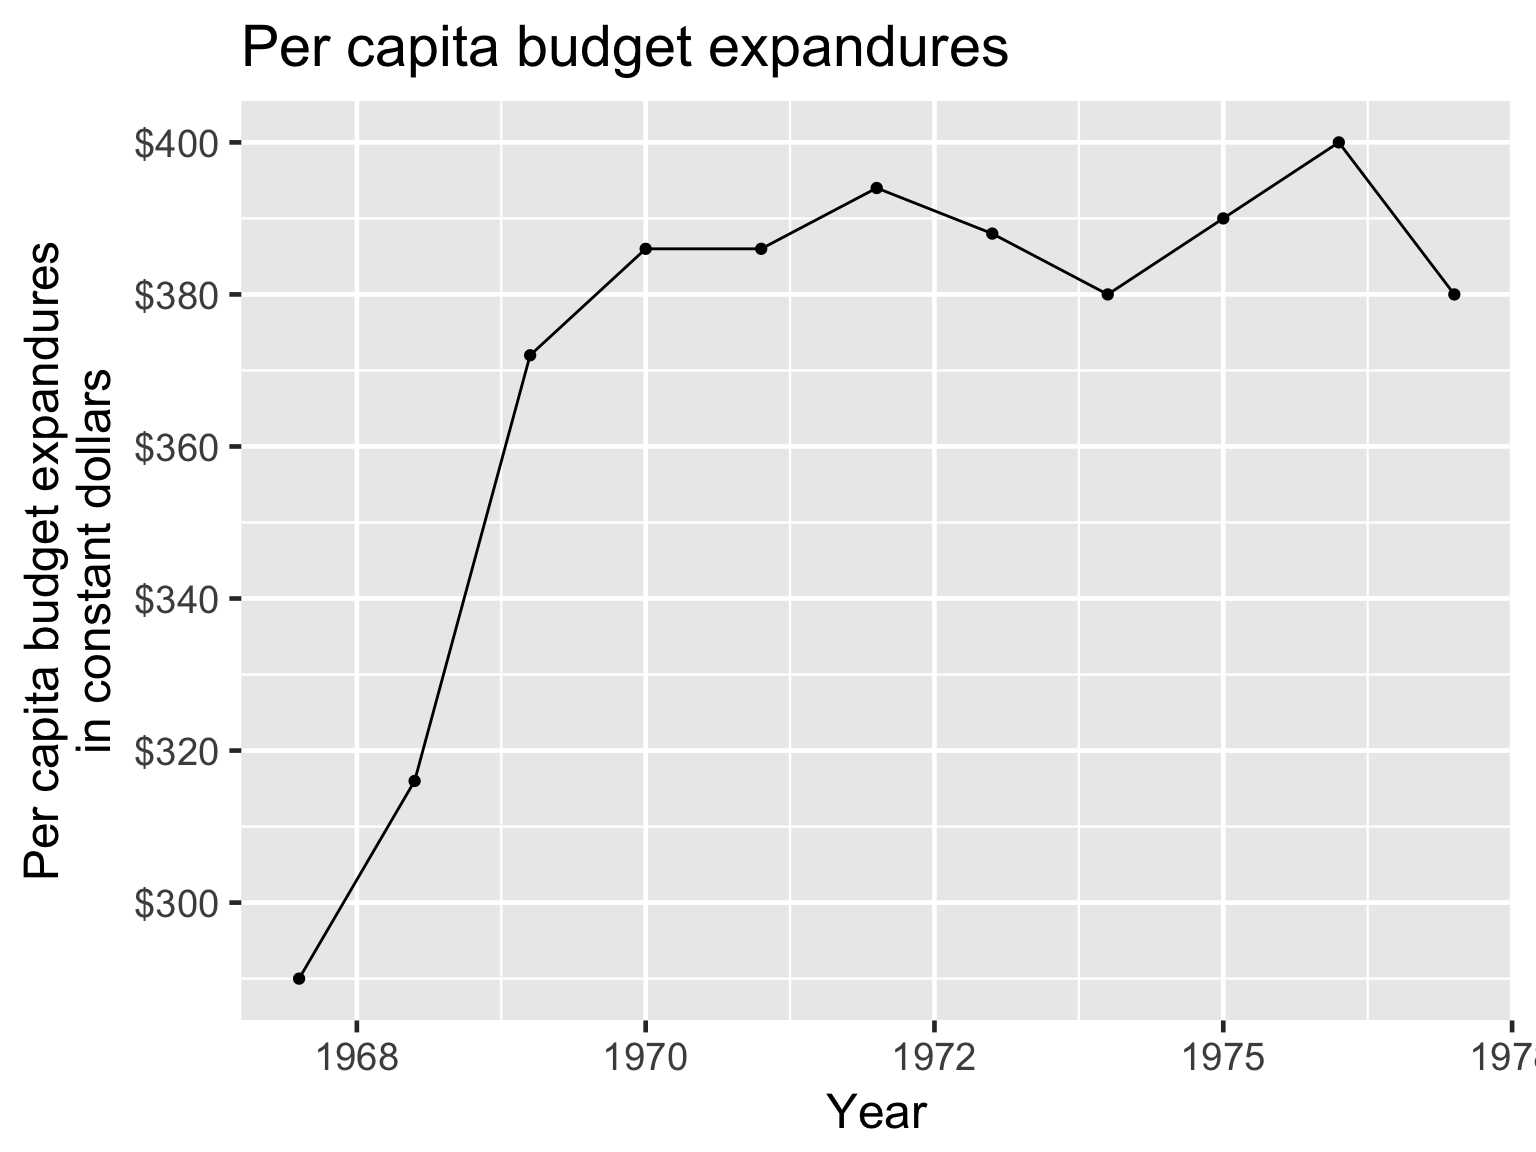 Per capita budget expandures
$400
$380
$360
$340
$320
$300
Per capita budget expandures
in constant dollars
1968 1970 1972 1975 197
Year